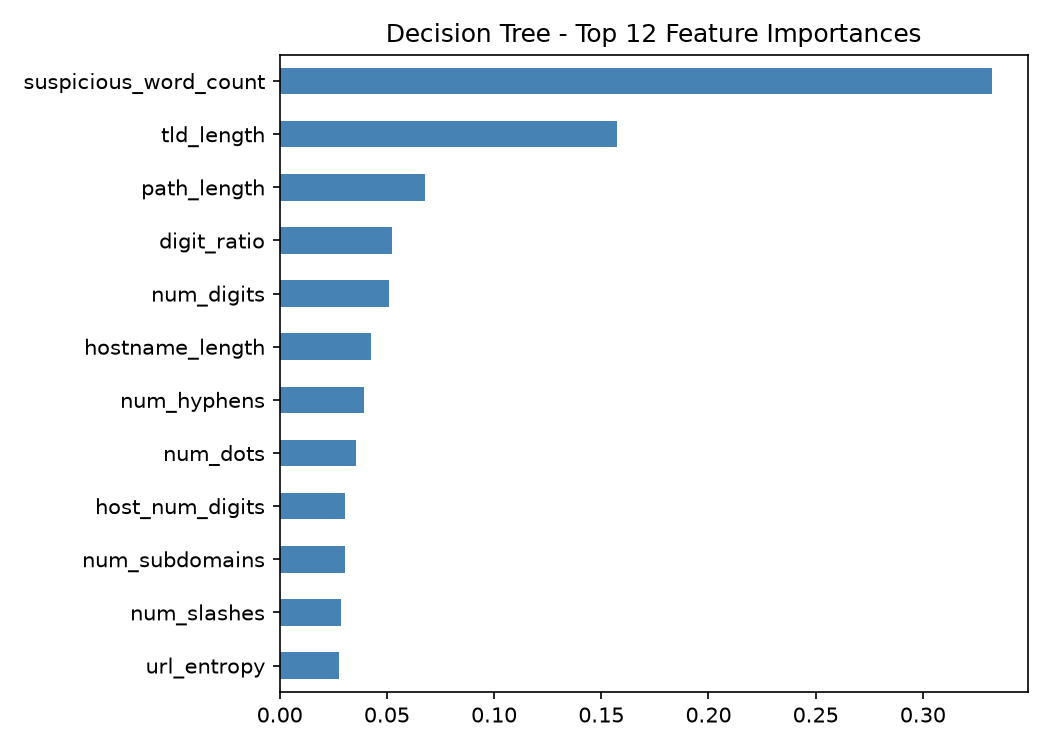 Decision Tree - Top 12 Feature Importances
suspicious_word_count
tld_length
path_length
digit_ratio
num_digits
hostname_length
num_hyphens
num_dots
host_num_digits
num_subdomains
num_slashes
url_entropy
0.00 0.05 0.10 0.15 0.20 0.25 0.30